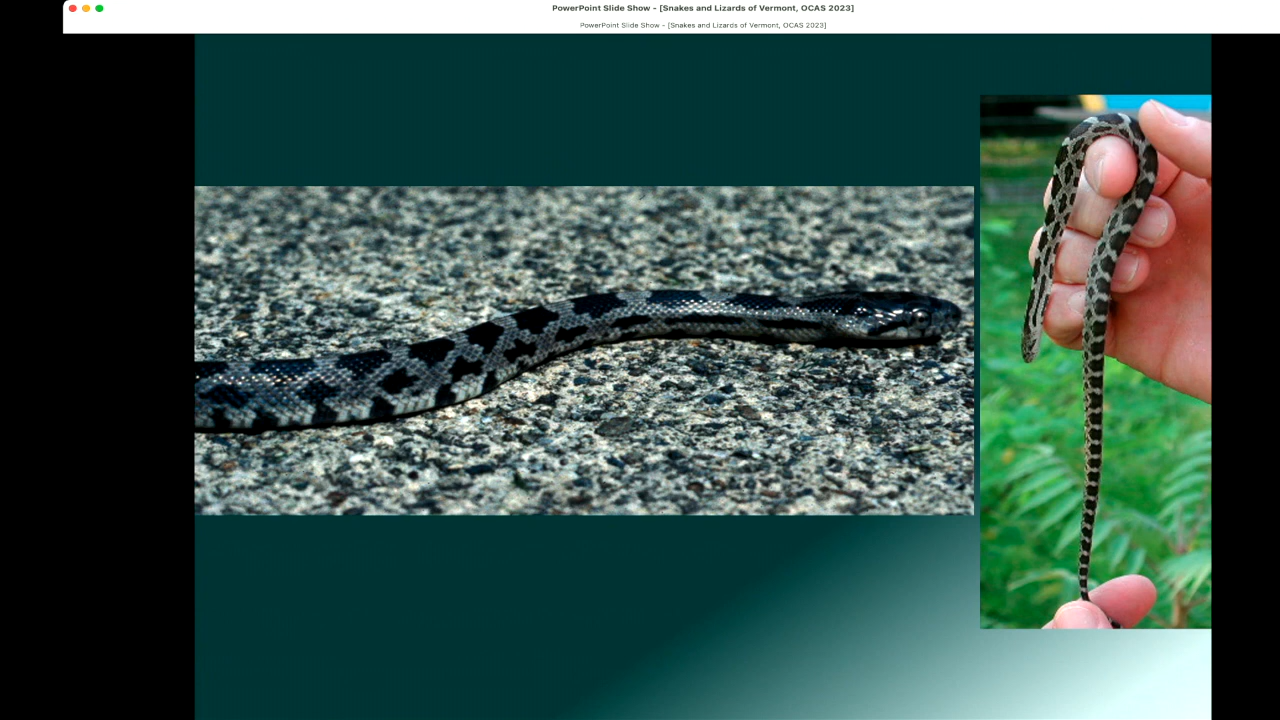 PowerPoint Slide Show - [Snakes and Lizards of Vermont, OCAS 2023]
PowerPoint Slide Show - [Snakes and Lizards of Vermont, OCAS 2023]